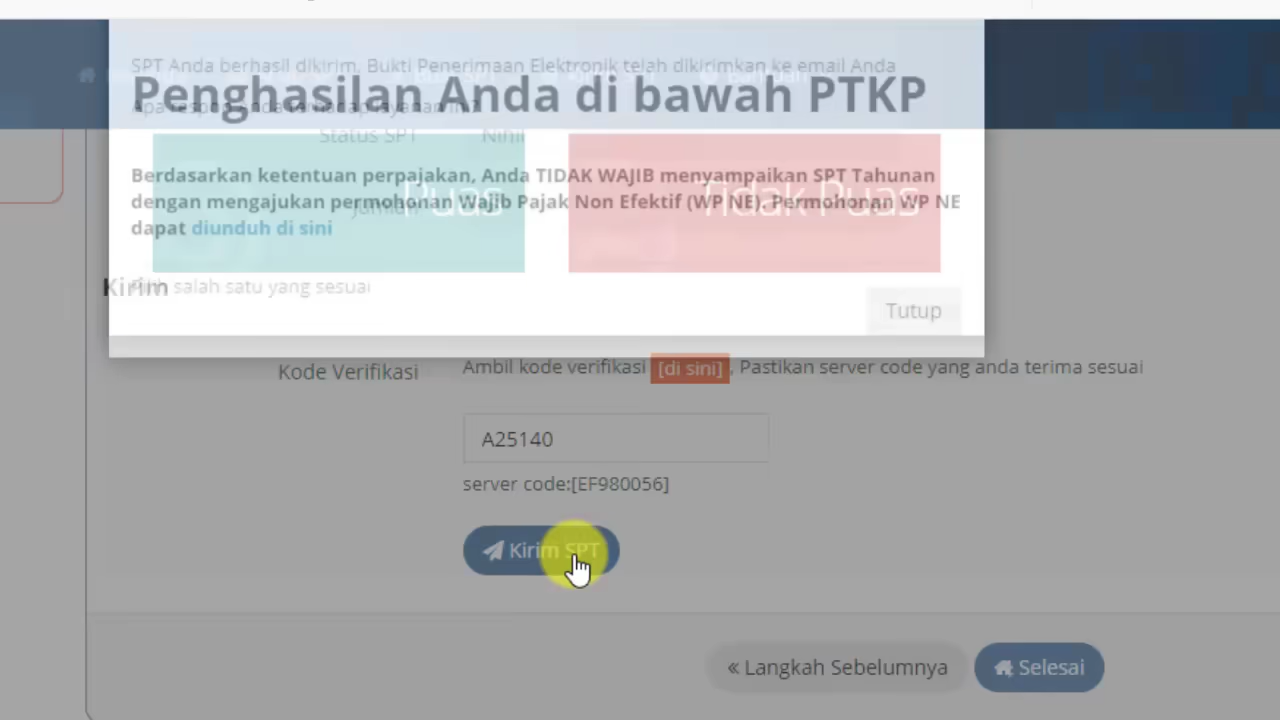 SPT Anda berhasil dikirim. Bukti Penerimaan Elektronik telah dikirimkan ke email Anda
Penghasilan Anda di bawah PTKP
Status SPT Nihil
Berdasarkan ketentuan perpajakan, Anda TIDAK WAJIB menyampaikan SPT Tahunan
dengan mengajukan permohonan Wajib Pajak Non Efektif (WP NE). Permohonan WP NE
dapat diunduh di sini
Puas
Tidak Puas
Jumlah
Kirim
salah satu yang sesuai
Tutup
Kode Verifikasi
Ambil kode verifikasi [di sini] , Pastikan server code yang anda terima sesuai
A25140
server code:[EF980056]
Kirim SPT
« Langkah Sebelumnya
Selesai